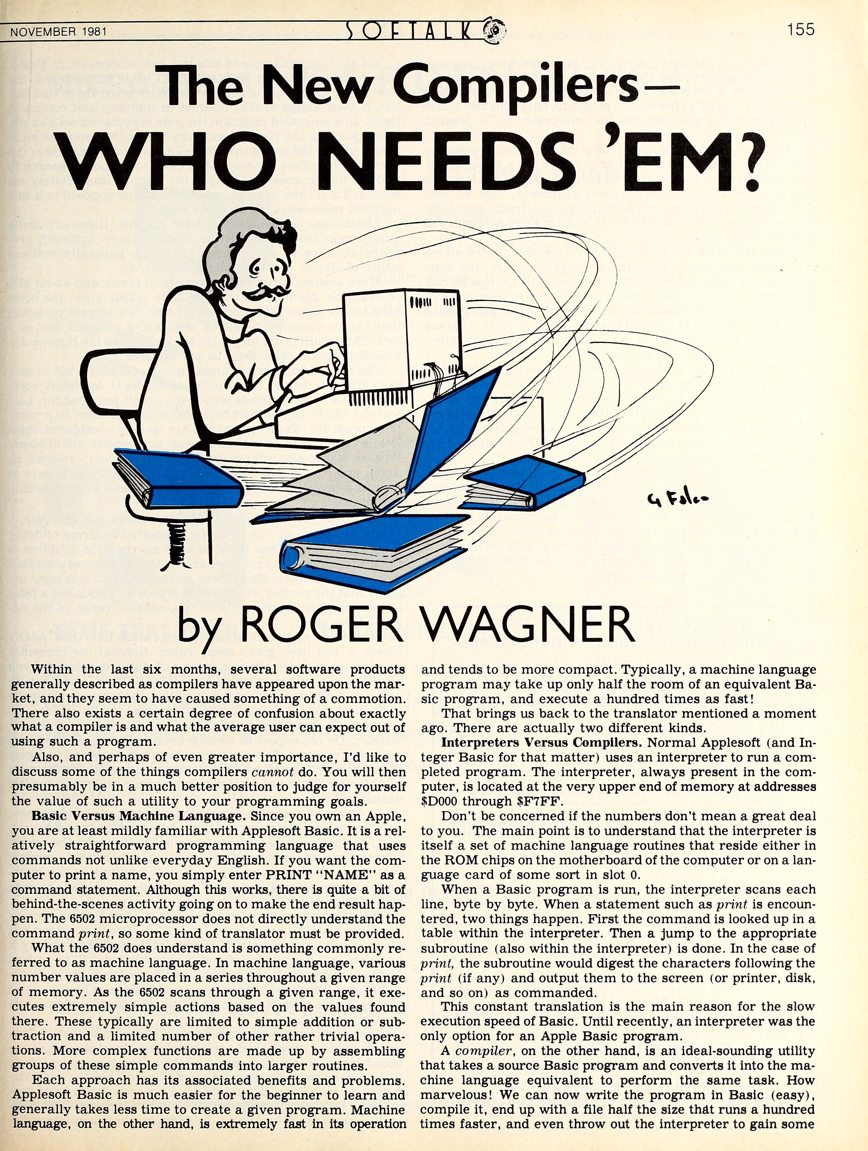 NOVEMBER 1981
SOFTALK
155
The New Compilers—
WHO NEEDS 'EM?
G Falco
by ROGER WAGNER
Within the last six months, several software products
generally described as compilers have appeared upon the mar-
ket, and they seem to have caused something of a commotion.
There also exists a certain degree of confusion about exactly
what a compiler is and what the average user can expect out of
using such a program.
Also, and perhaps of even greater importance, I'd like to
discuss some of the things compilers cannot do. You will then
presumably be in a much better position to judge for yourself
the value of such a utility to your programming goals.
Basic Versus Machine Language. Since you own an Apple,
you are at least mildly familiar with Applesoft Basic. It is a rel-
atively straightforward programming language that uses
commands not unlike everyday English. If you want the com-
puter to print a name, you simply enter PRINT "NAME" as a
command statement. Although this works, there is quite a bit of
behind-the-scenes activity going on to make the end result hap-
pen. The 6502 microprocessor does not directly understand the
command print, so some kind of translator must be provided.
What the 6502 does understand is something commonly re-
ferred to as machine language. In machine language, various
number values are placed in a series throughout a given range
of memory. As the 6502 scans through a given range, it exe-
cutes extremely simple actions based on the values found
there. These typically are limited to simple addition or sub-
traction and a limited number of other rather trivial opera-
tions. More complex functions are made up by assembling
groups of these simple commands into larger routines.
Each approach has its associated benefits and problems.
Applesoft Basic is much easier for the beginner to learn and
generally takes less time to create a given program. Machine
language, on the other hand, is extremely fast in its operation
and tends to be more compact. Typically, a machine language
program may take up only half the room of an equivalent Ba-
sic program, and execute a hundred times as fast!
That brings us back to the translator mentioned a moment
ago. There are actually two different kinds.
Interpreters Versus Compilers. Normal Applesoft (and In-
teger Basic for that matter) uses an interpreter to run a com-
pleted program. The interpreter, always present in the com-
puter, is located at the very upper end of memory at addresses
$D000 through $F7FF.
Don't be concerned if the numbers don't mean a great deal
to you. The main point is to understand that the interpreter is
itself a set of machine language routines that reside either in
the ROM chips on the motherboard of the computer or on a lan-
guage card of some sort in slot 0.
When a Basic program is run, the interpreter scans each
line, byte by byte. When a statement such as print is encoun-
tered, two things happen. First the command is looked up in a
table within the interpreter. Then a jump to the appropriate
subroutine (also within the interpreter) is done. In the case of
print, the subroutine would digest the characters following the
print (if any) and output them to the screen (or printer, disk,
and so on) as commanded.
This constant translation is the main reason for the slow
execution speed of Basic. Until recently, an interpreter was the
only option for an Apple Basic program.
A compiler, on the other hand, is an ideal-sounding utility
that takes a source Basic program and converts it into the ma-
chine language equivalent to perform the same task. How
marvelous! We can now write the program in Basic (easy),
compile it, end up with a file half the size that runs a hundred
times faster, and even throw out the interpreter to gain some